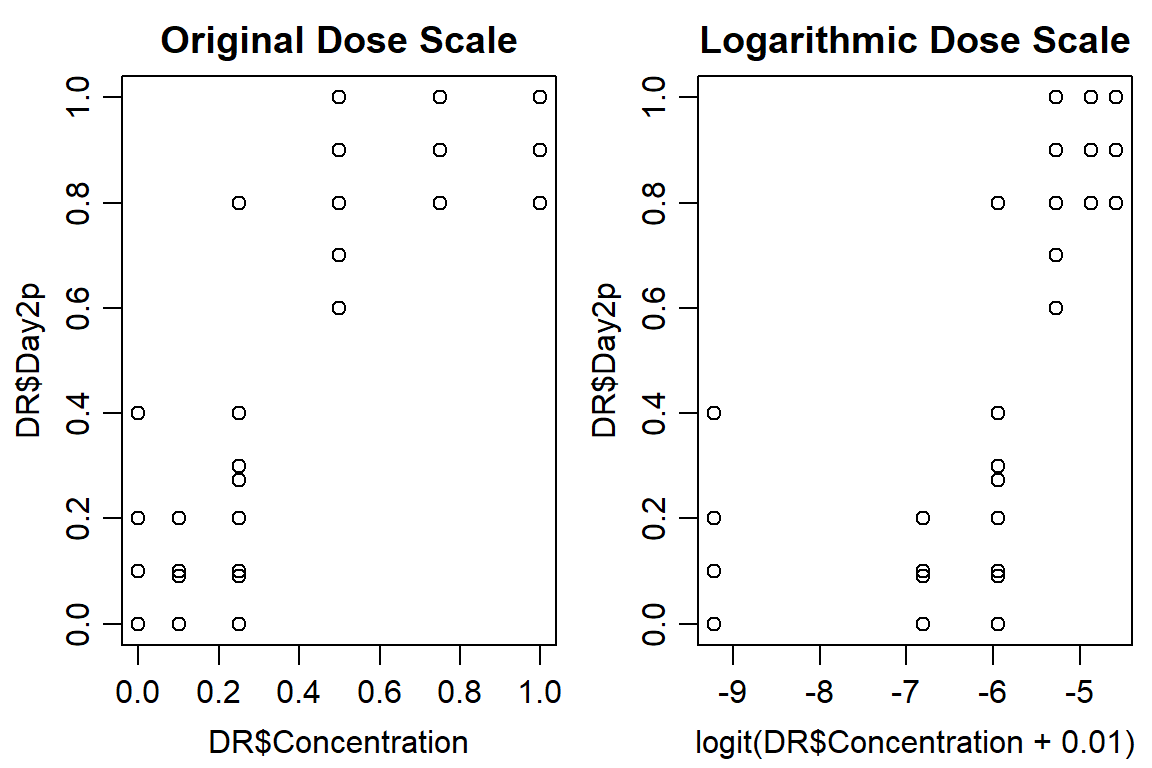 Original Dose Scale
DR$Day2p
1.0
0.8
0.6
0.4
0.2
0.0
0.0 0.2 0.4 0.6 0.8 1.0
DR$Concentration
Logarithmic Dose Scale
DR$Day2p
1.0
0.8
0.6
0.4
0.2
0.0
-9 -8 -7 -6 -5
logit(DR$Concentration + 0.01)